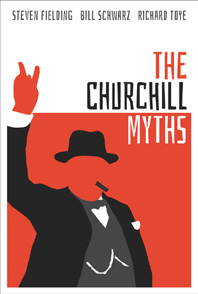 STEVEN FIELDING BILL SCHWARZ RICHARD TOYE
THE
CHURCHILL
MYTHS